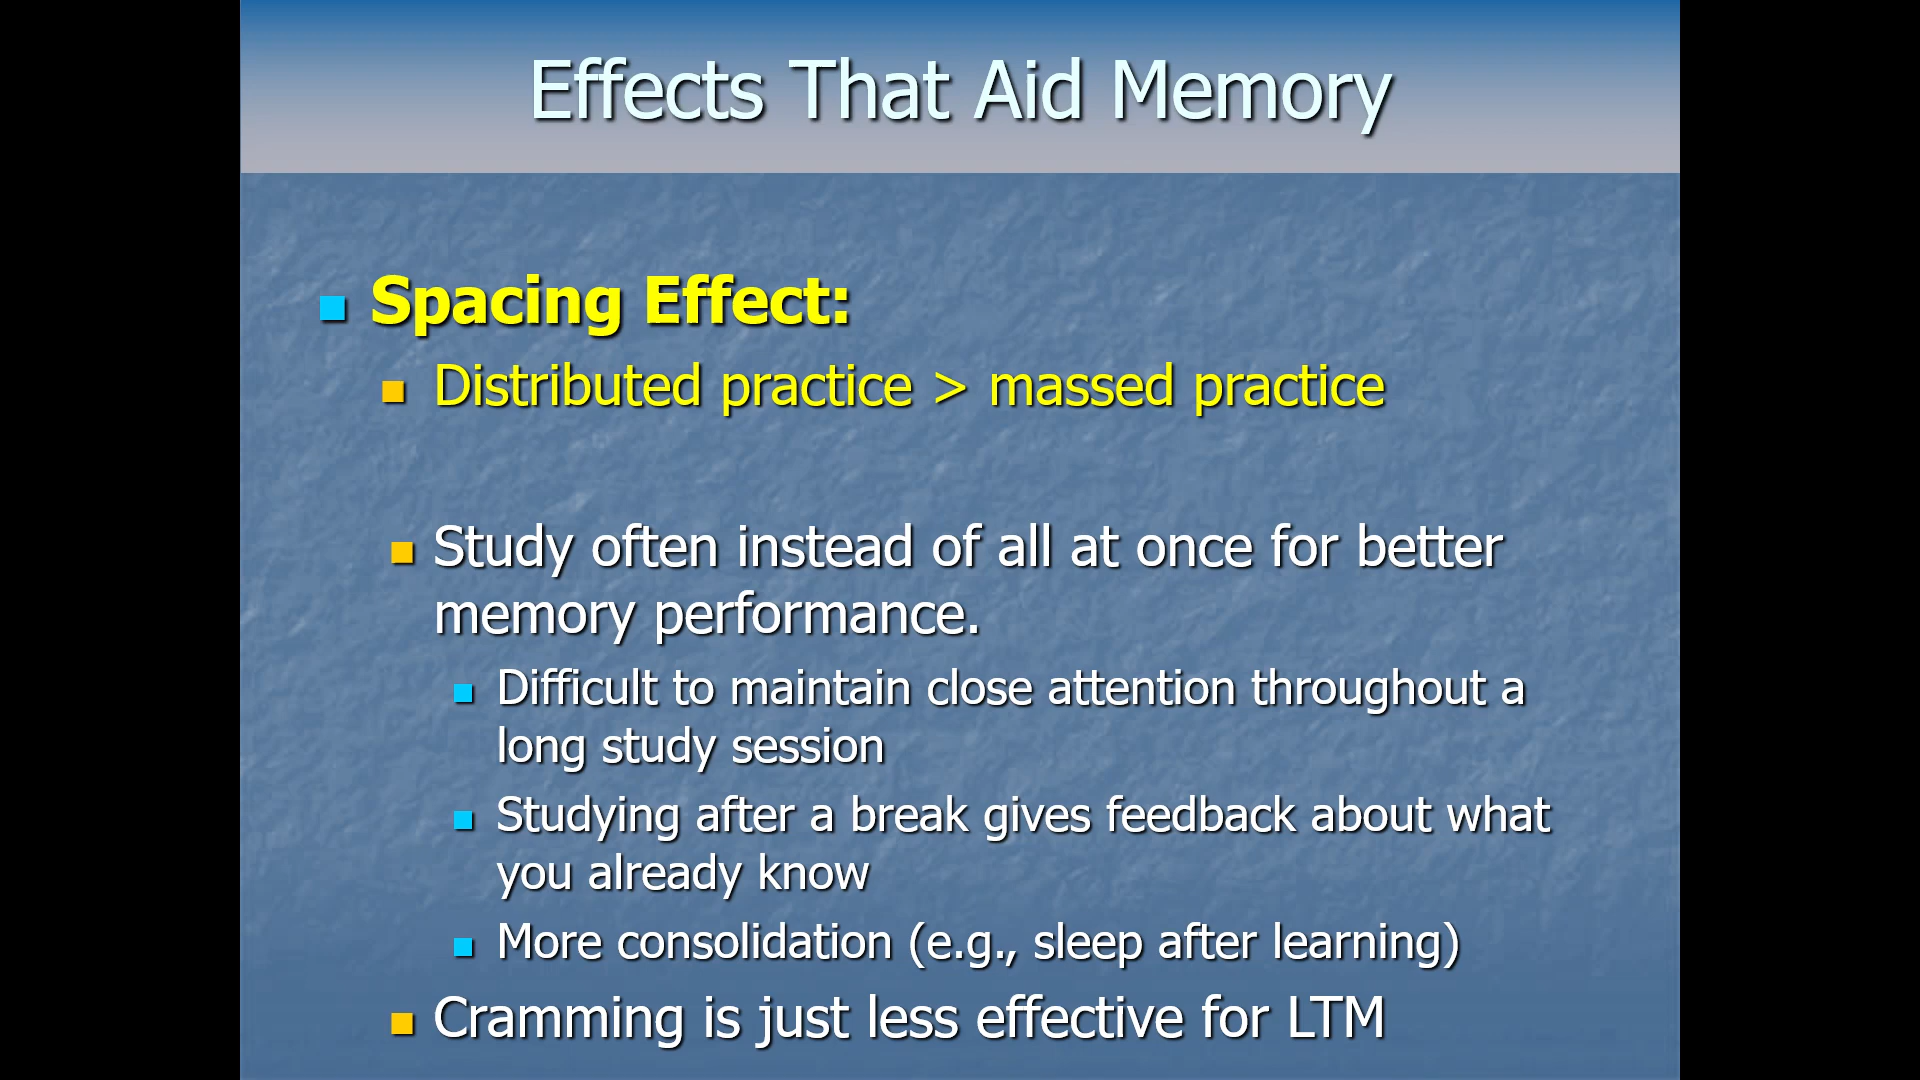 Effects That Aid Memory
Spacing Effect:
Distributed practice > massed practice
Study often instead of all at once for better
memory performance.
Difficult to maintain close attention throughout a
long study session
Studying after a break gives feedback about what
you already know
More consolidation (e.g., sleep after learning)
Cramming is just less effective for LTM